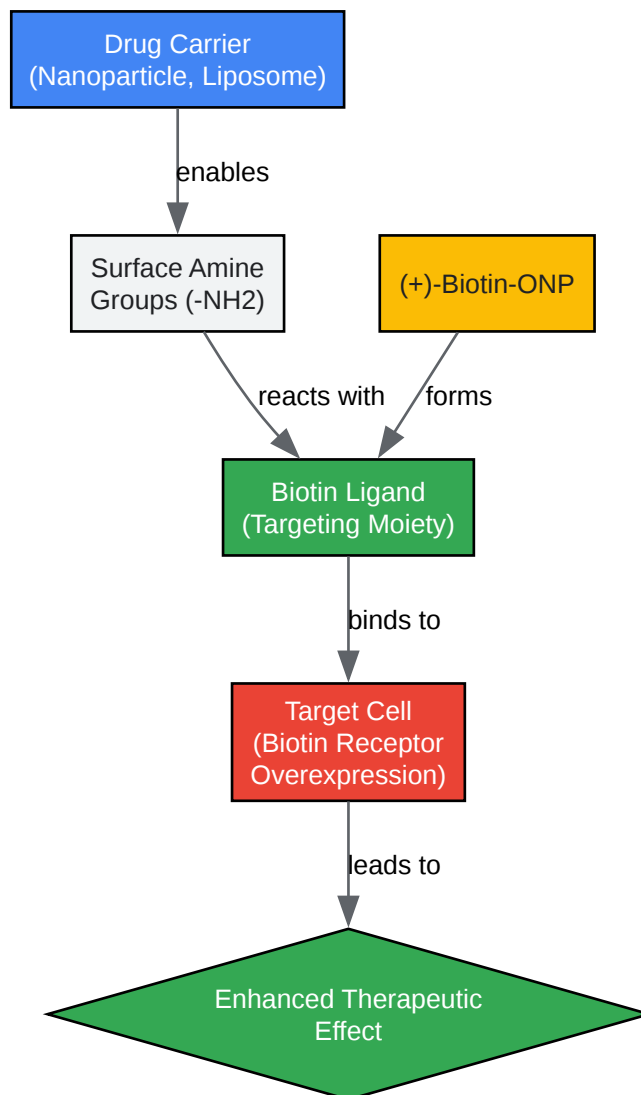 Drug Carrier
(Nanoparticle, Liposome)
enables
Surface Amine
Groups (-NH2)
(+)-Biotin-ONP
reacts with
forms
Biotin Ligand
(Targeting Moiety)
binds to
Target Cell
(Biotin Receptor
Overexpression)
leads to
Enhanced Therapeutic
Effect